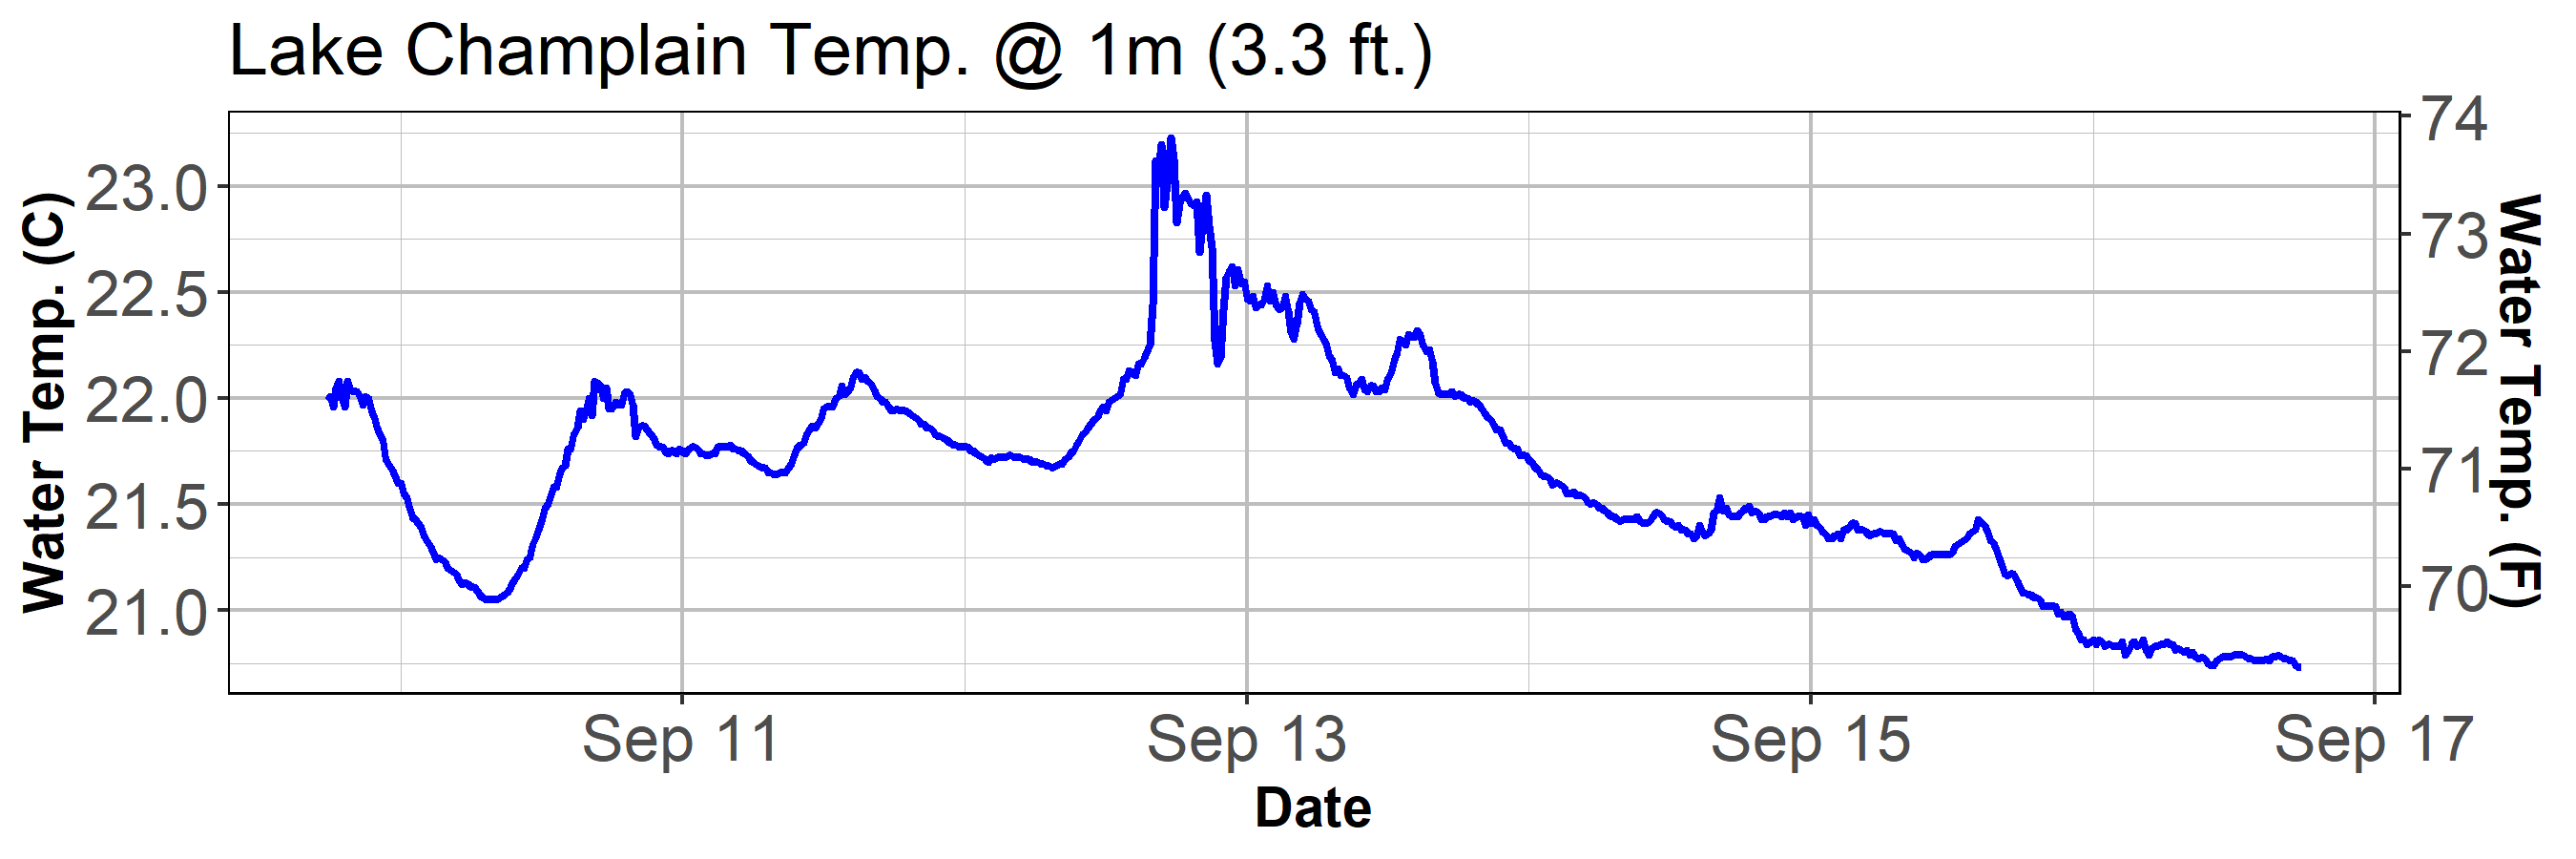 Lake Champlain Temp. @ 1m (3.3 ft.)
Water Temp. (C)
23.0
22.5
22.0
21.5
21.0
74
73
72
71
70
Water Temp. (F)
Sep 11
Sep 13
Sep 15
Sep 17
Date